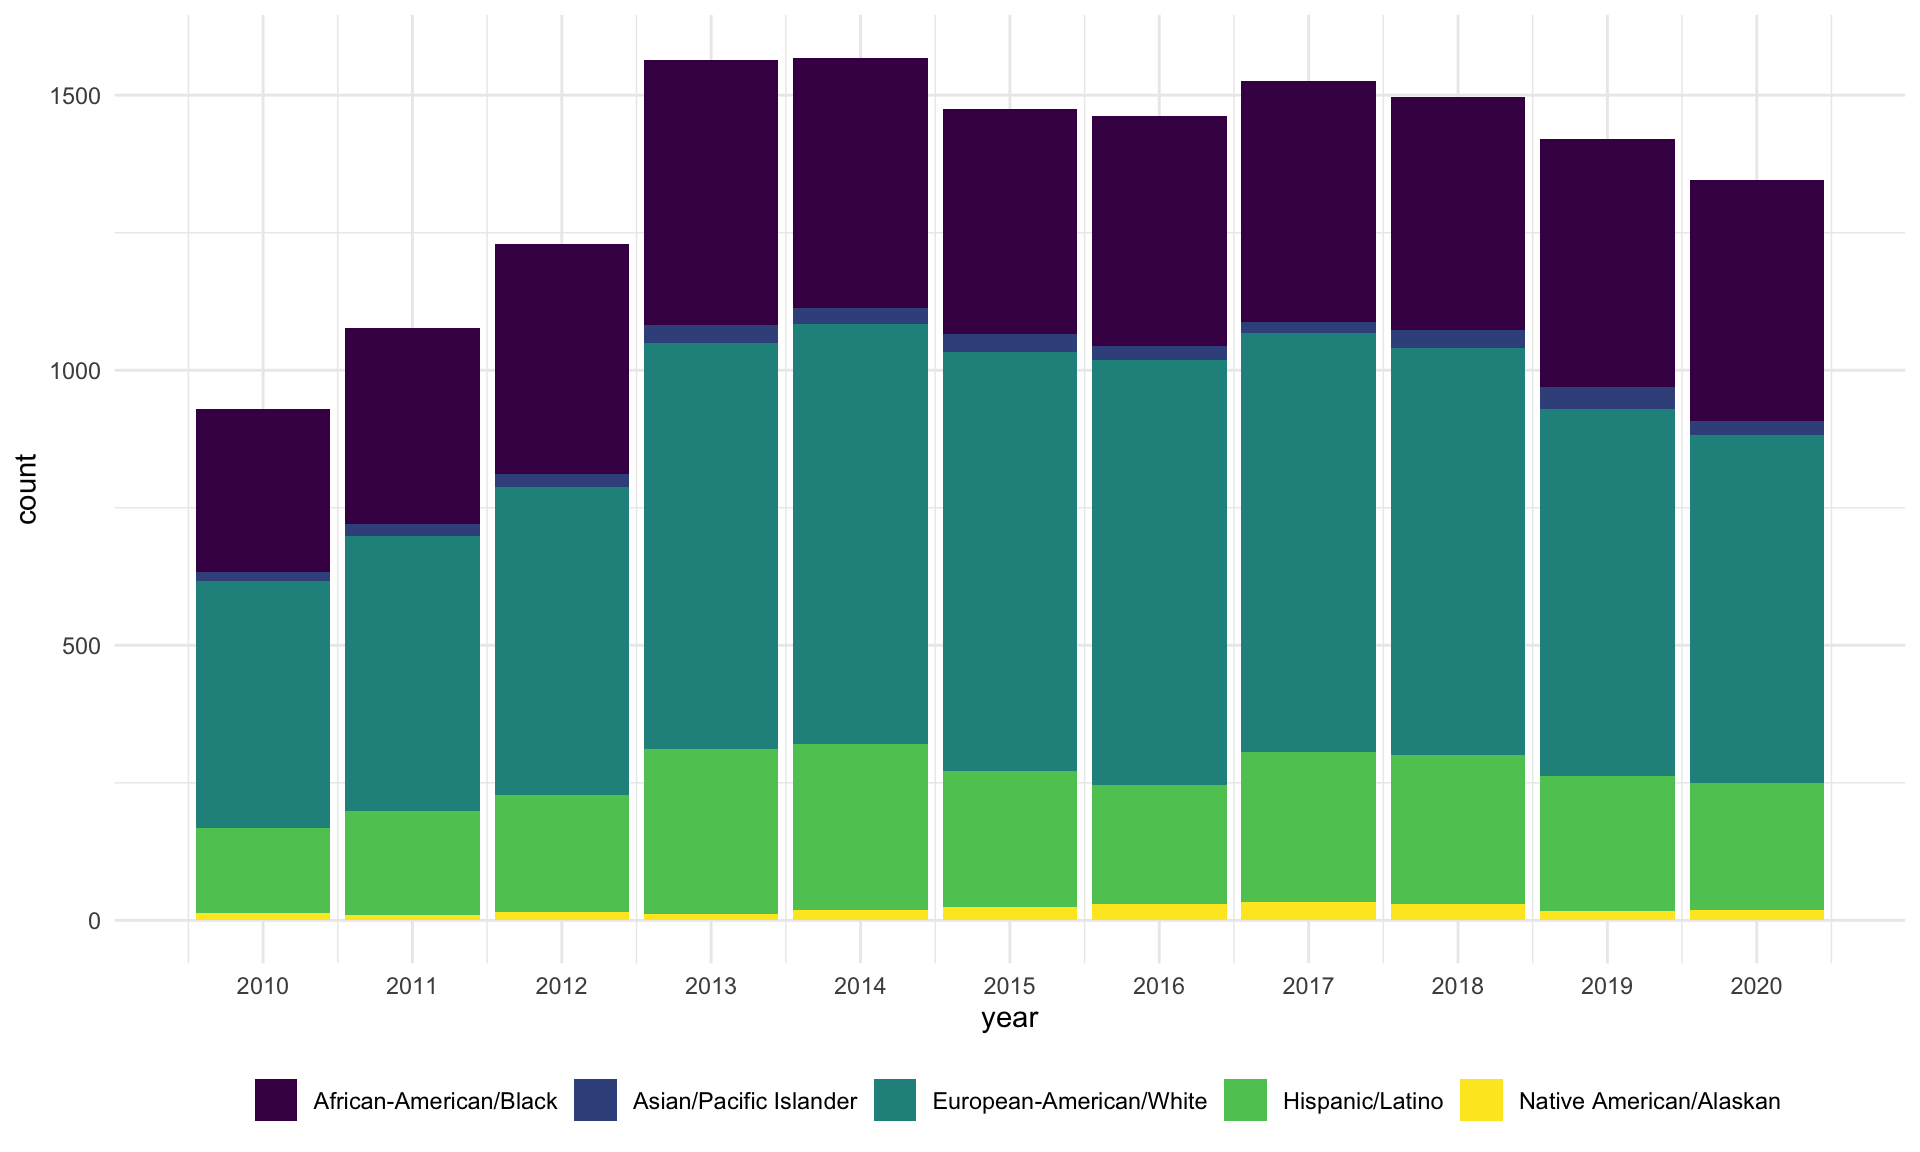 1500
1000
500
0
count
2010 2011 2012 2013 2014 2015 2016 2017 2018 2019 2020
year
African-American/Black Asian/Pacific Islander European-American/White Hispanic/Latino Native American/Alaskan